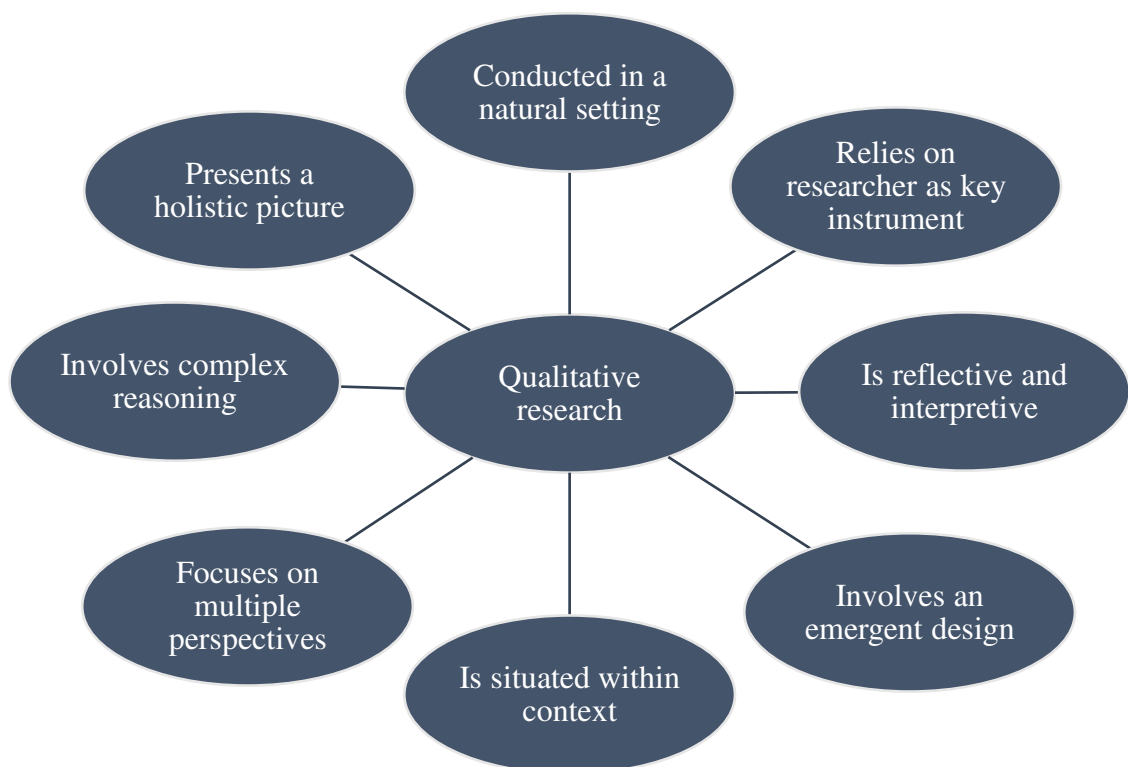 Conducted in a
natural setting
Relies on
researcher as key
instrument
Is reflective and
interpretive
Involves an
emergent design
Is situated within
context
Focuses on
multiple
perspectives
Involves complex
reasoning
Presents a
holistic picture
Qualitative
research